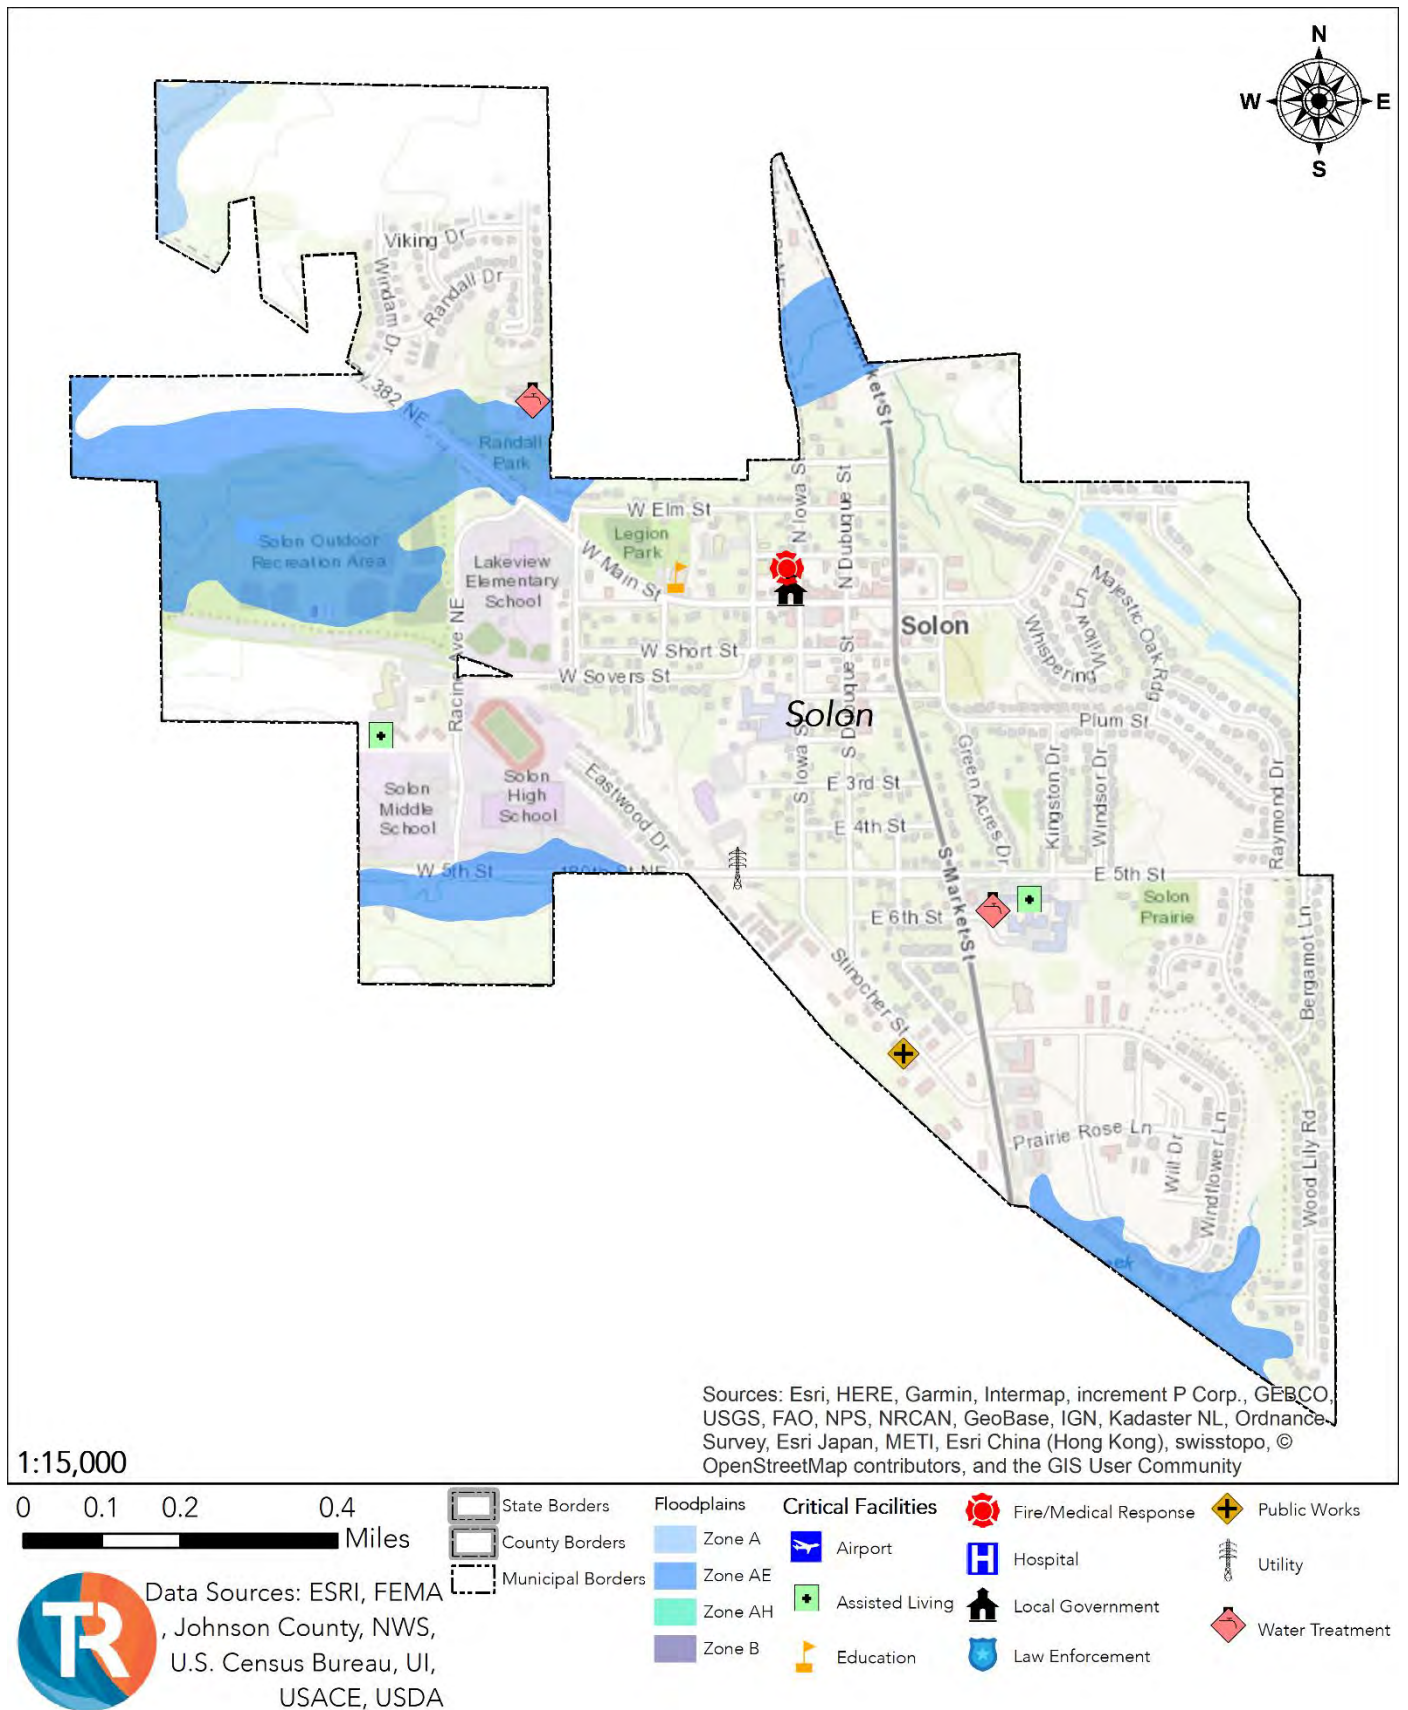 N
W E
S
Viking Dr
Windam Dr
Randall Dr
y 382 NE
Randall
Park
Market St
N Iowa St
N Dubuque St
W Elm St
Legion
Park
W Main St
Solon Outdoor
Recreation Area
Lakeview
Elementary
School
Racine Ave NE
Majestic Oak Rdg
Willow Ln
Whispering
Solon
W Short St
W Sovers St
Solon
S Dubuque St
S Iowa St
Plum St
Green Acres Dr
Kingston Dr
Windsor Dr
Raymond Dr
Solon
Middle
School
Solon
High
School
Eastwood Dr
E 3rd St
E 4th St
S Market St
W 5th St
180th St NE
E 5th St
E 6th St
Solon
Prairie
Bergamot Ln
Stinocher St
Prairie Rose Ln
Will Dr
Windflower Ln
Wood Lily Rd
Sources: Esri, HERE, Garmin, Intermap, increment P Corp., GEBCO,
USGS, FAO, NPS, NRCAN, GeoBase, IGN, Kadaster NL, Ordnance
Survey, Esri Japan, METI, Esri China (Hong Kong), swisstopo, ©
OpenStreetMap contributors, and the GIS User Community
1:15,000
0 0.1 0.2 0.4
Miles
TR
Data Sources: ESRI, FEMA
, Johnson County, NWS,
U.S. Census Bureau, UI,
USACE, USDA
State Borders
County Borders
Municipal Borders
Floodplains
Zone A
Zone AE
Zone AH
Zone B
Critical Facilities
Airport
Assisted Living
Education
Fire/Medical Response
H Hospital
Local Government
Law Enforcement
Public Works
Utility
Water Treatment